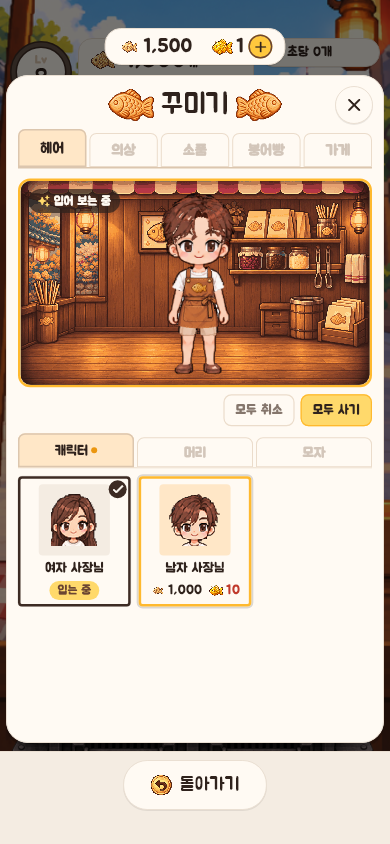 1,500 1
Lv
초당 0개
꾸미기
헤어 의상 소품 붕어빵 가게
입어 보는 중
모두 취소 모두 사기
캐릭터 머리 모자
여자 사장님 남자 사장님
입는 중 1,000 10
돌아가기